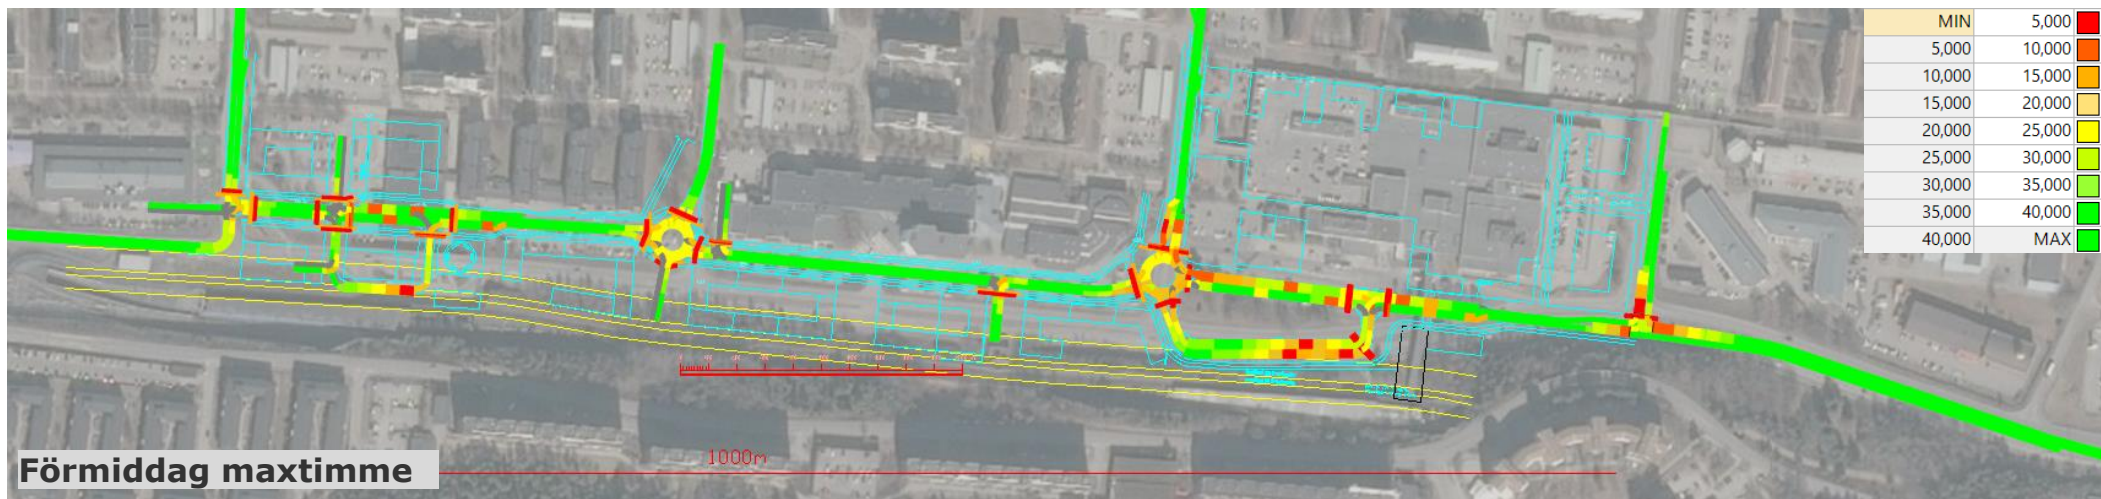 MIN 5,000
5,000 10,000
10,000 15,000
15,000 20,000
20,000 25,000
25,000 30,000
30,000 35,000
35,000 40,000
40,000 MAX
1000m
Förmiddag maxtimme